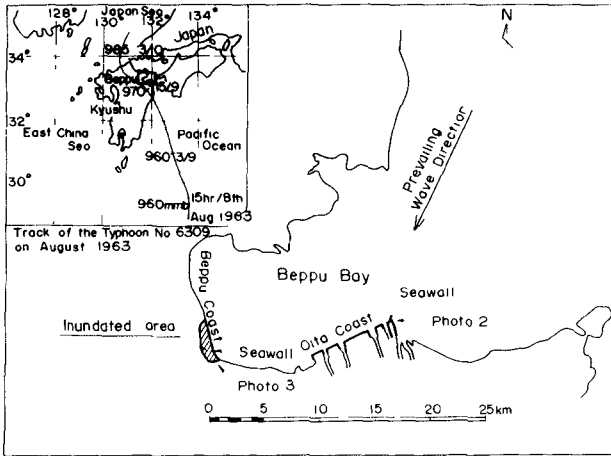 128° 130° 132° 134°
Japan Sea
34°
Japan
985 3/0
Beppu
970 15/9
32°
Kyushu
East China
Seo
Pacific
Ocean
960 3/9
30°
960mmb
15hr/8th
Aug 1963
Track of the Typhoon No 6309
on August 1963
N
Prevailing
Wave Direction
Beppu Bay
Beppu Coast
Inundated area
Seawall
Oita Coast
Seawall
Photo 2
Photo 3
0 5 10 15 20 25km